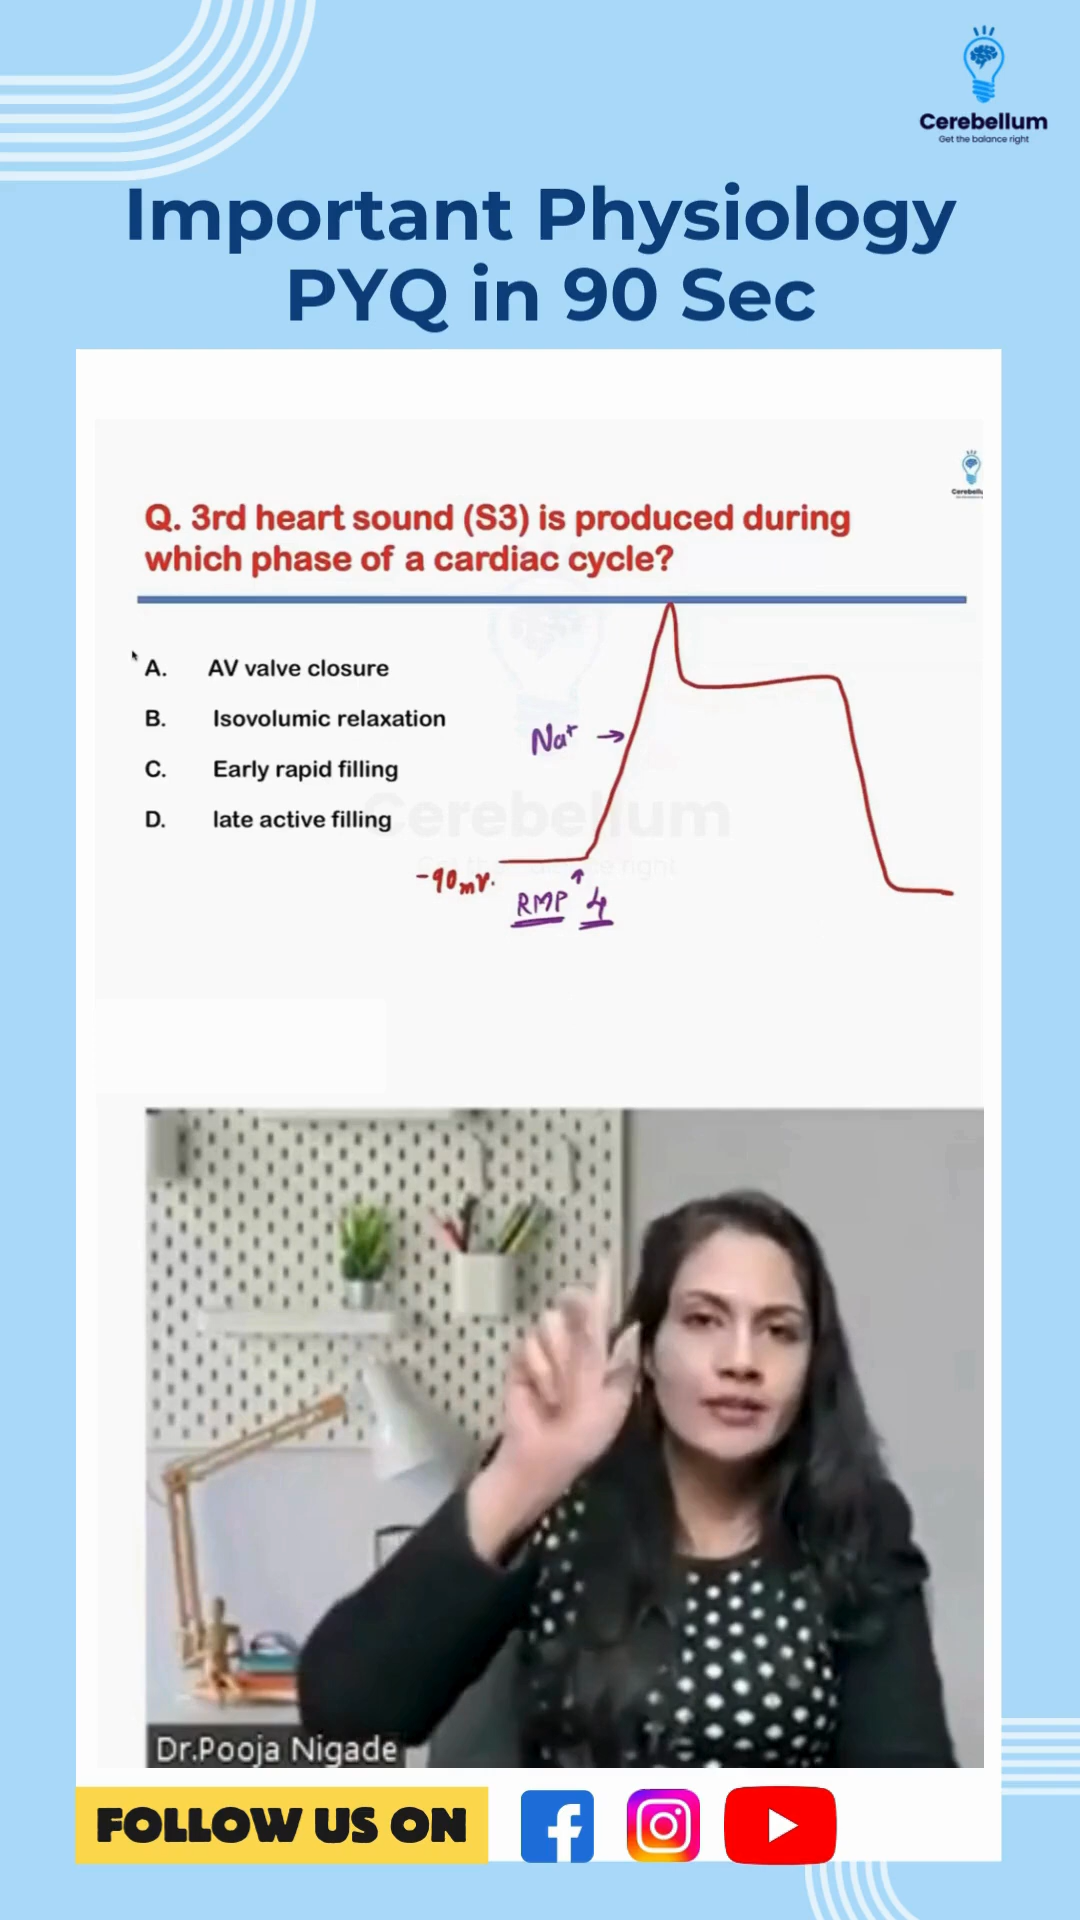 Cerebellum
Get the balance right
Important Physiology
PYQ in 90 Sec
Cerebellu
Q. 3rd heart sound (S3) is produced during
which phase of a cardiac cycle?
A. AV valve closure
B. Isovolumic relaxation
C. Early rapid filling
D. late active filling
Na+ →
Cerebellum
-90mv.
RMP 4
Dr.Pooja Nigade
FOLLOW US ON